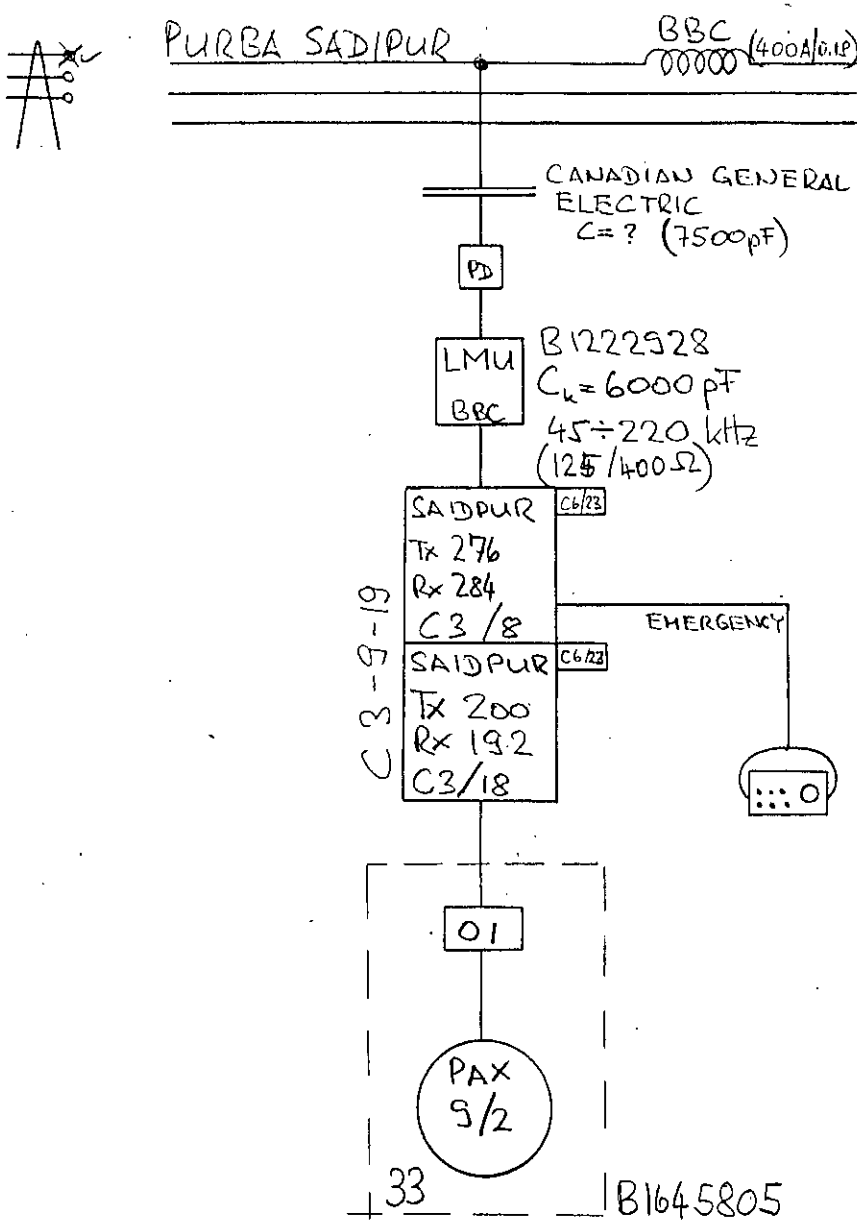 PURBA SADIPUR
BBC (400A/0.18)
CANADIAN GENERAL
ELECTRIC
C=? (7500pF)
PD
LMU
BBC
B1222928
Ck=6000pF
45÷220 kHz
(125/400Ω)
SAIDPUR
C6/23
Tx 276
Rx 284
C3/8
EMERGENCY
SAIDPUR
C6/23
Tx 200
Rx 192
C3/18
C3-9-19
01
PAX
9/2
33
B1645805